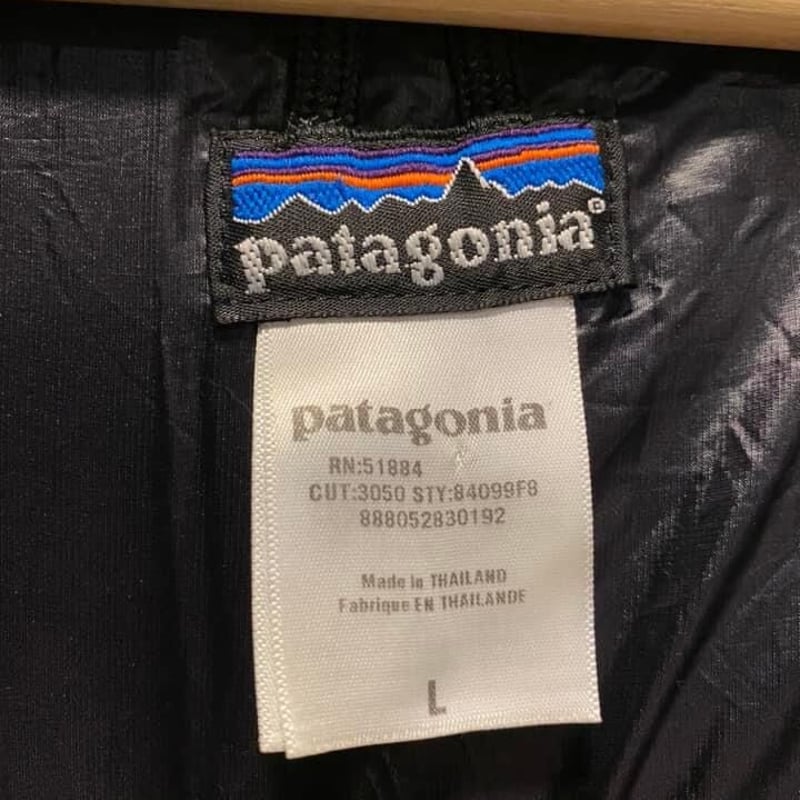 patagonia®
patagonia
RN:51884
CUT:3050 STY:84099F8
888052830192
Made in THAILAND
Fabrique EN THAILANDE
L